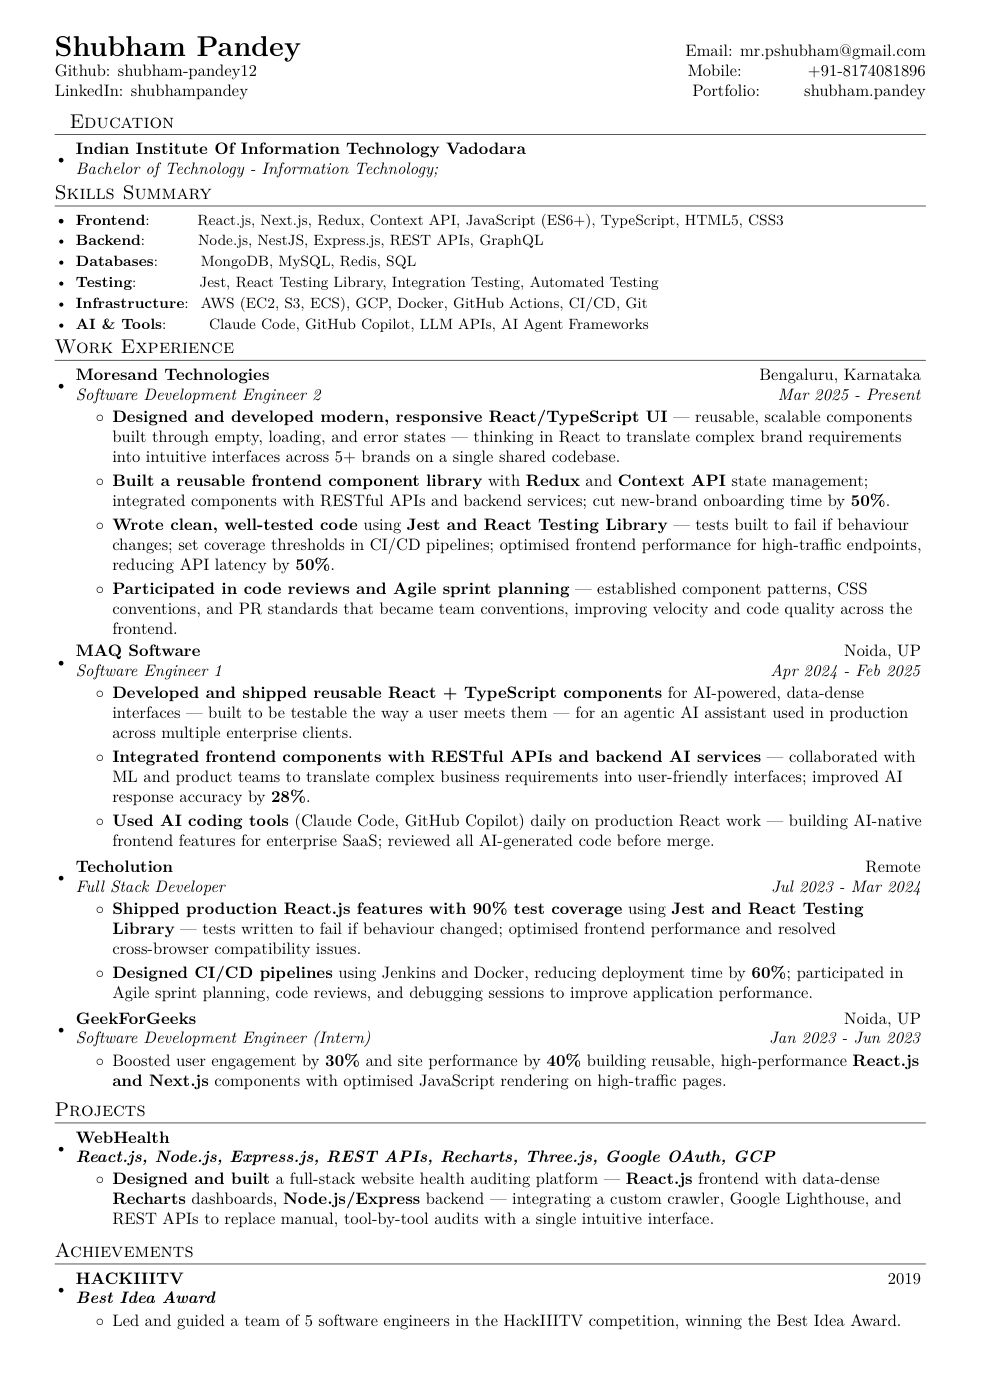 Shubham Pandey
Github: shubham-pandey12
LinkedIn: shubhampandey
Email: mr.pshubham@gmail.com
Mobile: +91-8174081896
Portfolio: shubham.pandey
Education
• Indian Institute Of Information Technology Vadodara
Bachelor of Technology - Information Technology;
Skills Summary
• Frontend: React.js, Next.js, Redux, Context API, JavaScript (ES6+), TypeScript, HTML5, CSS3
• Backend: Node.js, NestJS, Express.js, REST APIs, GraphQL
• Databases: MongoDB, MySQL, Redis, SQL
• Testing: Jest, React Testing Library, Integration Testing, Automated Testing
• Infrastructure: AWS (EC2, S3, ECS), GCP, Docker, GitHub Actions, CI/CD, Git
• AI & Tools: Claude Code, GitHub Copilot, LLM APIs, AI Agent Frameworks
Work Experience
• Moresand Technologies Bengaluru, Karnataka
Software Development Engineer 2 Mar 2025 - Present
◦ Designed and developed modern, responsive React/TypeScript UI — reusable, scalable components
built through empty, loading, and error states — thinking in React to translate complex brand requirements
into intuitive interfaces across 5+ brands on a single shared codebase.
◦ Built a reusable frontend component library with Redux and Context API state management;
integrated components with RESTful APIs and backend services; cut new-brand onboarding time by 50%.
◦ Wrote clean, well-tested code using Jest and React Testing Library — tests built to fail if behaviour
changes; set coverage thresholds in CI/CD pipelines; optimised frontend performance for high-traffic endpoints,
reducing API latency by 50%.
◦ Participated in code reviews and Agile sprint planning — established component patterns, CSS
conventions, and PR standards that became team conventions, improving velocity and code quality across the
frontend.
• MAQ Software Noida, UP
Software Engineer 1 Apr 2024 - Feb 2025
◦ Developed and shipped reusable React + TypeScript components for AI-powered, data-dense
interfaces — built to be testable the way a user meets them — for an agentic AI assistant used in production
across multiple enterprise clients.
◦ Integrated frontend components with RESTful APIs and backend AI services — collaborated with
ML and product teams to translate complex business requirements into user-friendly interfaces; improved AI
response accuracy by 28%.
◦ Used AI coding tools (Claude Code, GitHub Copilot) daily on production React work — building AI-native
frontend features for enterprise SaaS; reviewed all AI-generated code before merge.
• Techolution Remote
Full Stack Developer Jul 2023 - Mar 2024
◦ Shipped production React.js features with 90% test coverage using Jest and React Testing
Library — tests written to fail if behaviour changed; optimised frontend performance and resolved
cross-browser compatibility issues.
◦ Designed CI/CD pipelines using Jenkins and Docker, reducing deployment time by 60%; participated in
Agile sprint planning, code reviews, and debugging sessions to improve application performance.
• GeekForGeeks Noida, UP
Software Development Engineer (Intern) Jan 2023 - Jun 2023
◦ Boosted user engagement by 30% and site performance by 40% building reusable, high-performance React.js
and Next.js components with optimised JavaScript rendering on high-traffic pages.
Projects
• WebHealth
React.js, Node.js, Express.js, REST APIs, Recharts, Three.js, Google OAuth, GCP
◦ Designed and built a full-stack website health auditing platform — React.js frontend with data-dense
Recharts dashboards, Node.js/Express backend — integrating a custom crawler, Google Lighthouse, and
REST APIs to replace manual, tool-by-tool audits with a single intuitive interface.
Achievements
• HACKIIITV 2019
Best Idea Award
◦ Led and guided a team of 5 software engineers in the HackIIITV competition, winning the Best Idea Award.